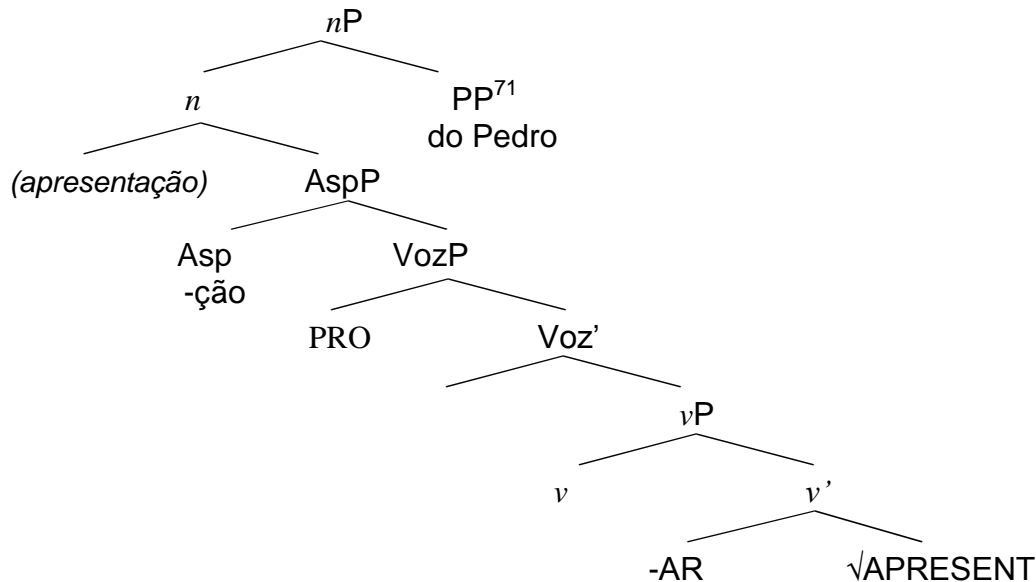 nP
n PP71
do Pedro
(apresentação) AspP
Asp VozP
-ção
PRO Voz’
vP
v v’
-AR √APRESENT